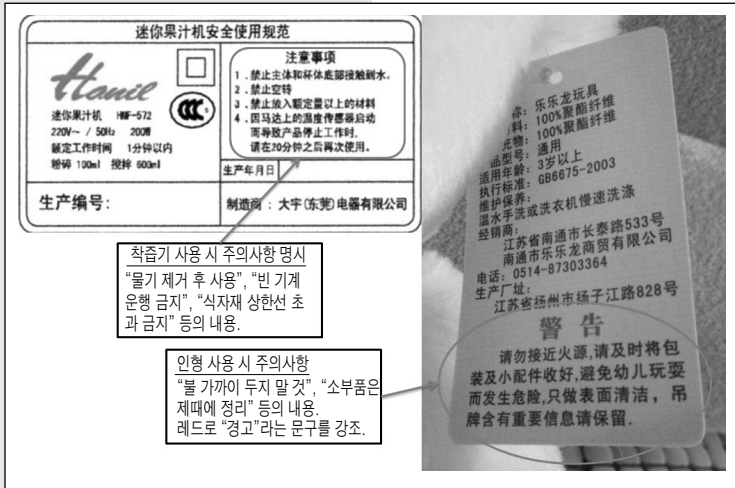 迷你果汁机安全使用规范
Hanil
迷你果汁机 HMF-572
220V~ / 50Hz 200W
额定工作时间 1分钟以内
粉碎 100ml 搅拌 600ml
注意事项
1.禁止主体和杯体底部接触到水.
2.禁止空转
3.禁止放入额定量以上的材料
4.因马达上的温度传感器启动
而导致产品停止工作时.
请在20分钟之后再次使用.
生产年月日
生产编号:
制造商 : 大宇(东莞)电器有限公司
착즙기 사용 시 주의사항 명시
“물기 제거 후 사용”, “빈 기계
운행 금지”, “식자재 상한선 초
과 금지” 등의 내용.
인형 사용 시 주의사항
“불 가까이 두지 말 것”, “소부품은
제때에 정리” 등의 내용.
레드로 “경고”라는 문구를 강조.
称: 乐乐龙玩具
料: 100%聚酯纤维
充物: 100%聚酯纤维
品型号: 通用
适用年龄: 3岁以上
执行标准: GB6675-2003
维护保养:
温水手洗或洗衣机慢速洗涤
经销商:
江苏省南通市长泰路533号
南通市乐乐龙商贸有限公司
电话: 0514-87303364
生产厂址:
江苏省扬州市扬子江路828号
警告
请勿接近火源,请及时将包
装及小配件收好,避免幼儿玩耍
而发生危险,只做表面清洁, 吊
牌含有重要信息请保留.